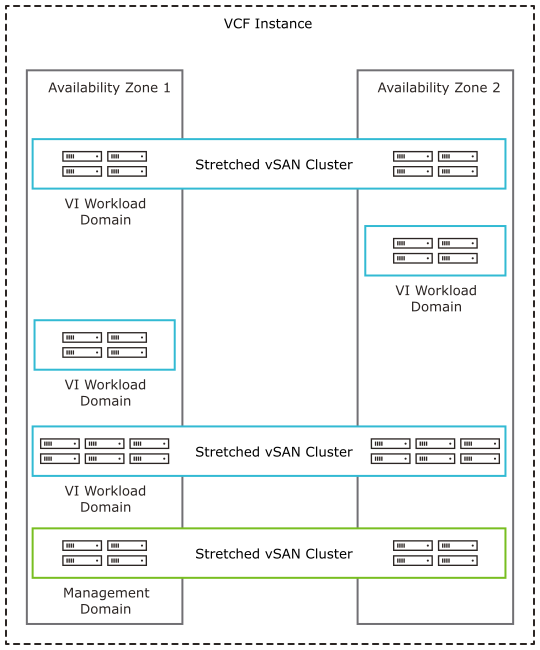 VCF Instance
Availability Zone 1
Availability Zone 2
Stretched vSAN Cluster
VI Workload
Domain
VI Workload
Domain
VI Workload
Domain
Stretched vSAN Cluster
VI Workload
Domain
Stretched vSAN Cluster
Management
Domain